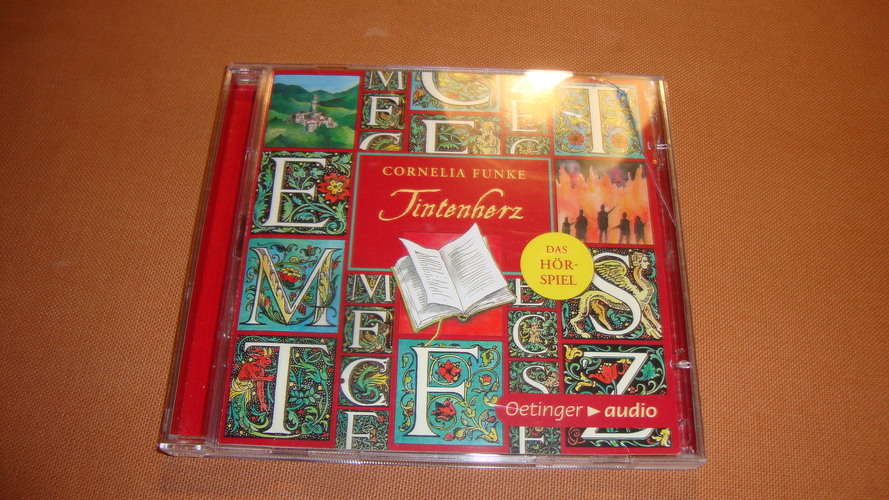 CORNELIA FUNKE
Tintenherz
DAS
HÖR-
SPIEL
E
T
M
S
T
F
Z
Oetinger audio